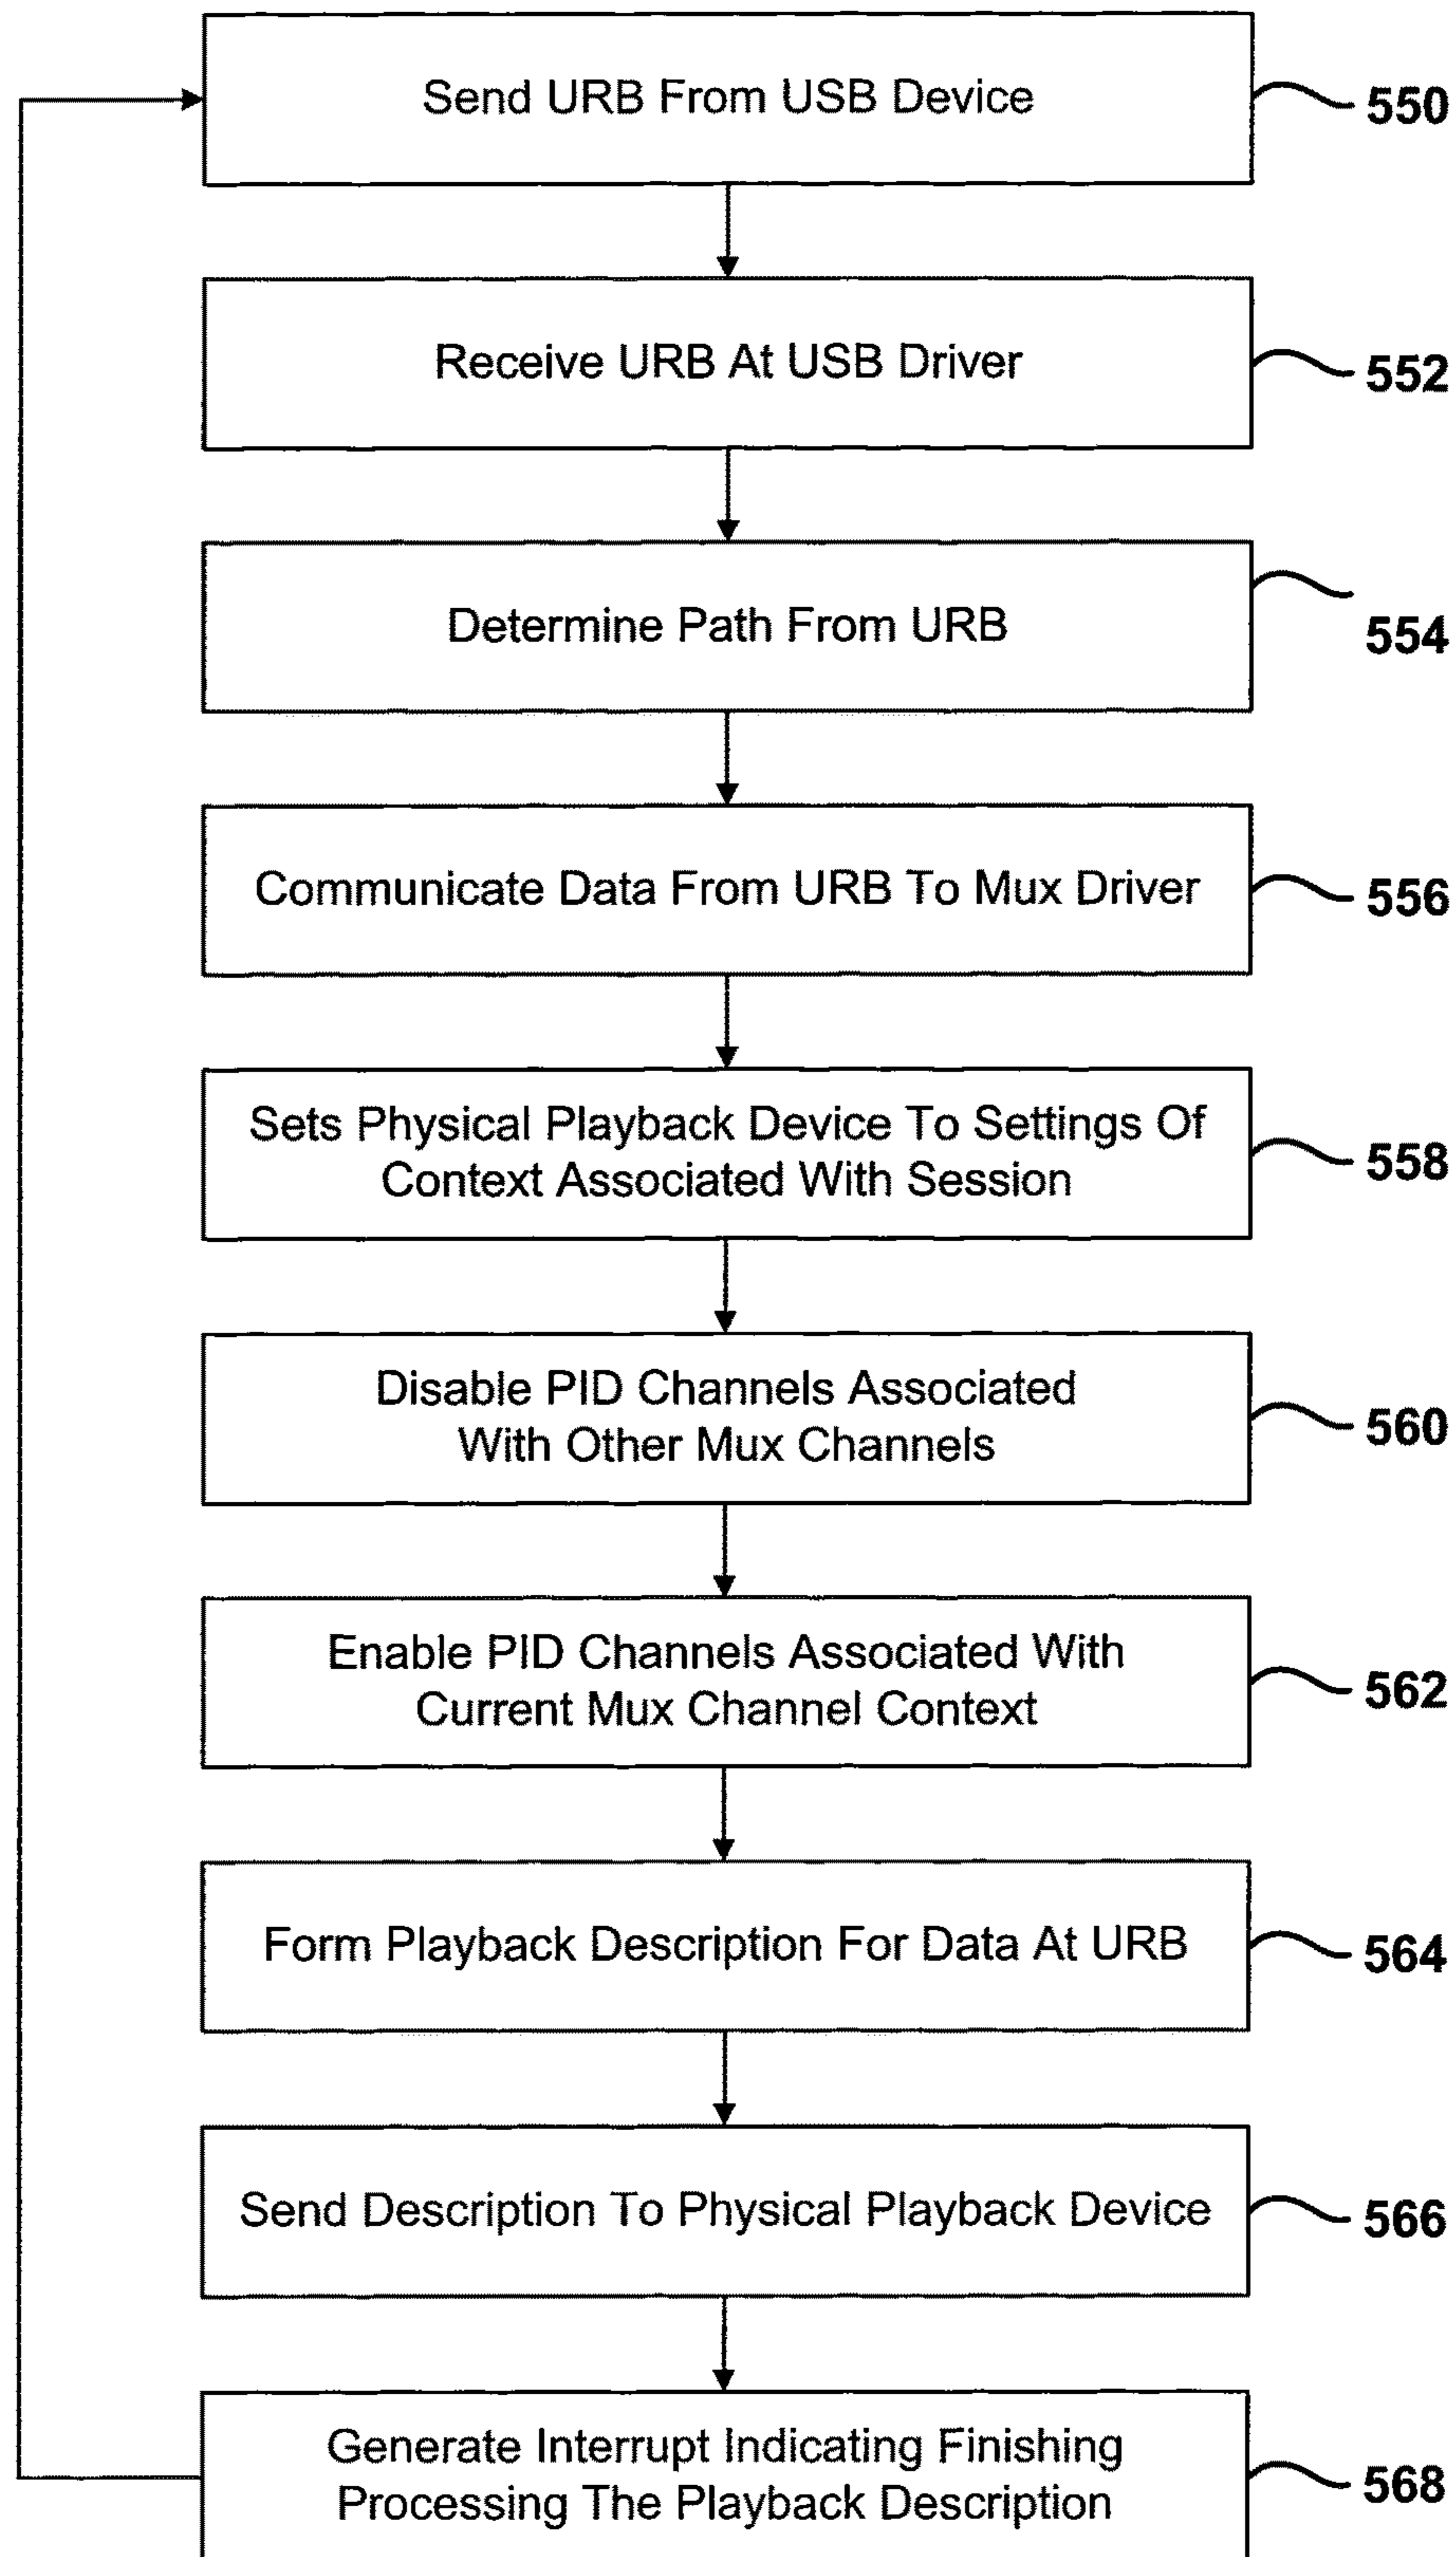 Send URB From USB Device
550
Receive URB At USB Driver
552
Determine Path From URB
554
Communicate Data From URB To Mux Driver
556
Sets Physical Playback Device To Settings Of
Context Associated With Session
558
Disable PID Channels Associated
With Other Mux Channels
560
Enable PID Channels Associated With
Current Mux Channel Context
562
Form Playback Description For Data At URB
564
Send Description To Physical Playback Device
566
Generate Interrupt Indicating Finishing
Processing The Playback Description
568